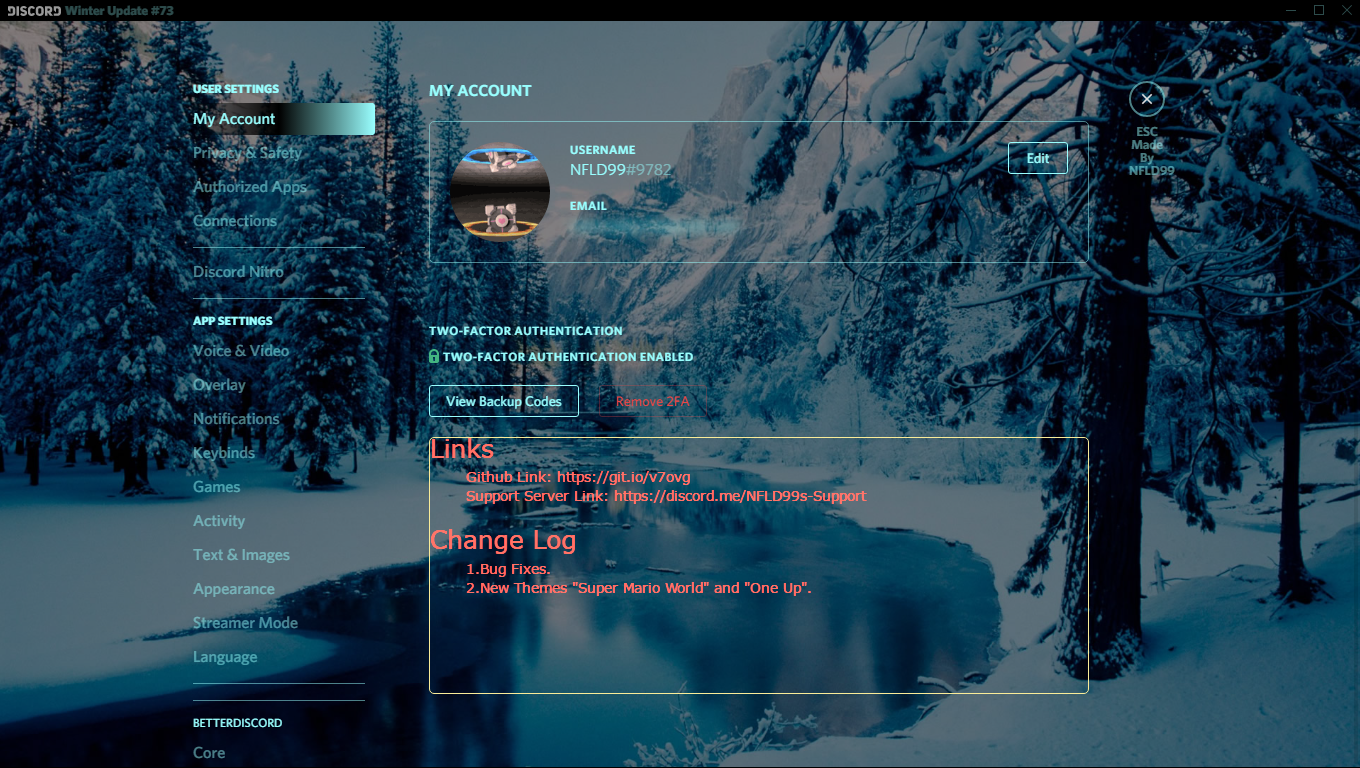 DISCORD Winter Update #73
USER SETTINGS
My Account
Privacy & Safety
Authorized Apps
Connections
Discord Nitro
APP SETTINGS
Voice & Video
Overlay
Notifications
Keybinds
Games
Activity
Text & Images
Appearance
Streamer Mode
Language
BETTERDISCORD
Core
MY ACCOUNT
USERNAME
NFLD99#9782
EMAIL
Edit
TWO-FACTOR AUTHENTICATION
TWO-FACTOR AUTHENTICATION ENABLED
View Backup Codes
Remove 2FA
Links
Github Link: https://git.io/v7ovg
Support Server Link: https://discord.me/NFLD99s-Support
Change Log
1.Bug Fixes.
2.New Themes "Super Mario World" and "One Up".
ESC
Made
By
NFLD99